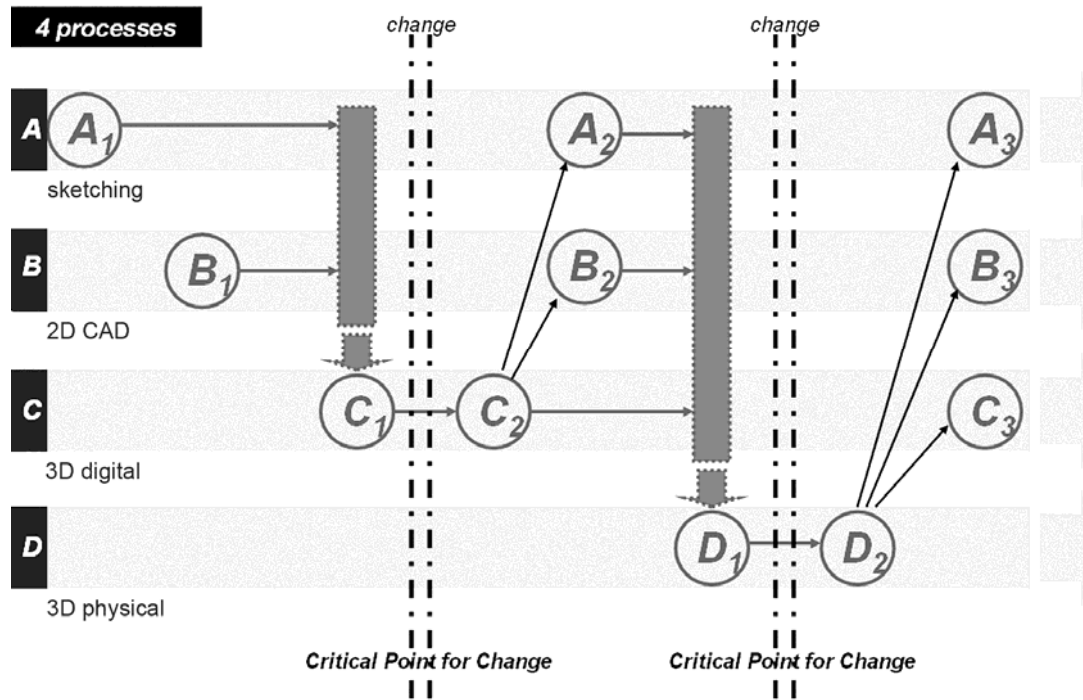 4 processes
change
change
A
A1
A2
A3
sketching
B
B1
B2
B3
2D CAD
C
C1
C2
C3
3D digital
D
D1
D2
3D physical
Critical Point for Change
Critical Point for Change